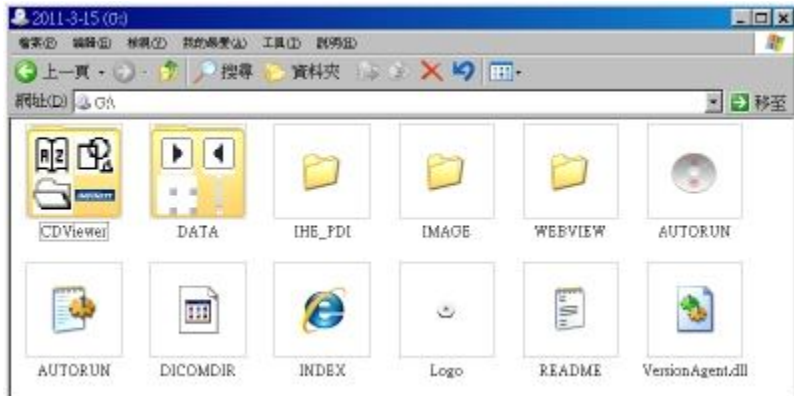 2011-3-15 (G:)
檔案(F) 編輯(E) 檢視(V) 我的最愛(A) 工具(T) 說明(H)
上一頁 搜尋 資料夾
網址(D) G:\ 移至
CDViewer DATA IHE_PDI IMAGE WEBVIEW AUTORUN
AUTORUN DICOMDIR INDEX Logo README VersionAgent.dll